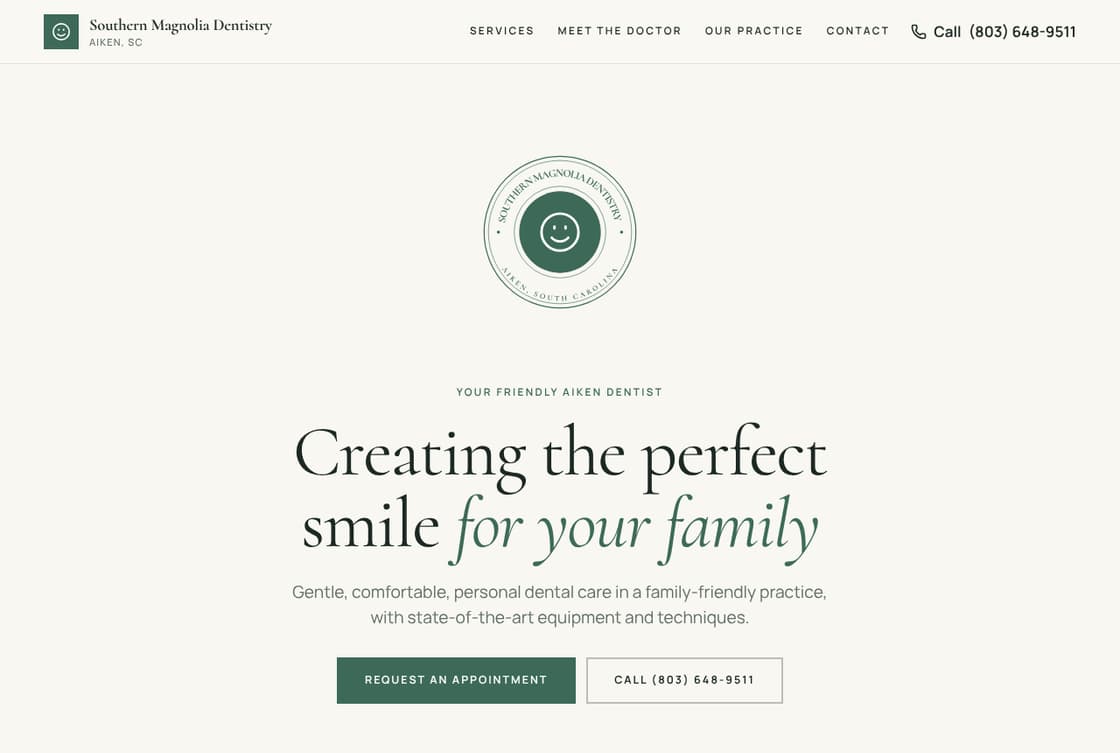 Southern Magnolia Dentistry
AIKEN, SC
SERVICES
MEET THE DOCTOR
OUR PRACTICE
CONTACT
Call (803) 648-9511
SOUTHERN MAGNOLIA DENTISTRY
AIKEN, SOUTH CAROLINA
YOUR FRIENDLY AIKEN DENTIST
Creating the perfect
smile for your family
Gentle, comfortable, personal dental care in a family-friendly practice,
with state-of-the-art equipment and techniques.
REQUEST AN APPOINTMENT
CALL (803) 648-9511